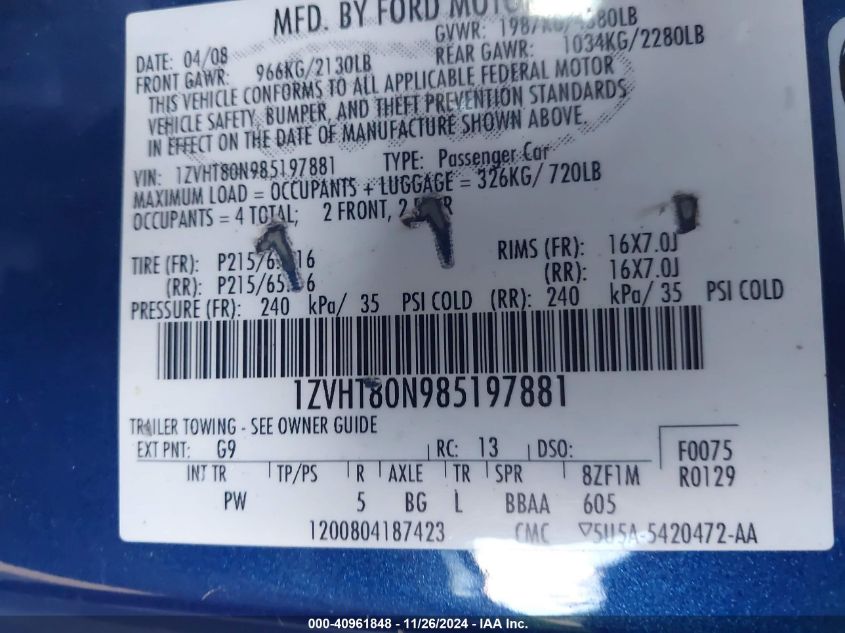 MFD. BY FORD MOTOR
DATE: 04/08 GVWR: 1987KG/4380LB
FRONT GAWR: 966KG/2130LB REAR GAWR: 1034KG/2280LB
THIS VEHICLE CONFORMS TO ALL APPLICABLE FEDERAL MOTOR
VEHICLE SAFETY, BUMPER, AND THEFT PREVENTION STANDARDS
IN EFFECT ON THE DATE OF MANUFACTURE SHOWN ABOVE.
VIN: 1ZVHT80N985197881 TYPE: Passenger Car
MAXIMUM LOAD = OCCUPANTS + LUGGAGE = 326KG/ 720LB
OCCUPANTS = 4 TOTAL; 2 FRONT, 2
TIRE (FR): P215/6 16 RIMS (FR): 16X7.0J
(RR): P215/65 6 (RR): 16X7.0J
PRESSURE (FR): 240 kPa/ 35 PSI COLD (RR): 240 kPa/ 35 PSI COLD
1ZVHT80N985197881
TRAILER TOWING - SEE OWNER GUIDE
EXT PNT: G9 RC: 13 DSO: F0075
INT TR TP/PS R AXLE TR SPR 8ZF1M R0129
PW 5 BG L BBAA 605
1200804187423 CMC ▽5U5A-5420472-AA
000-40961848 - 11/26/2024 - IAA Inc.